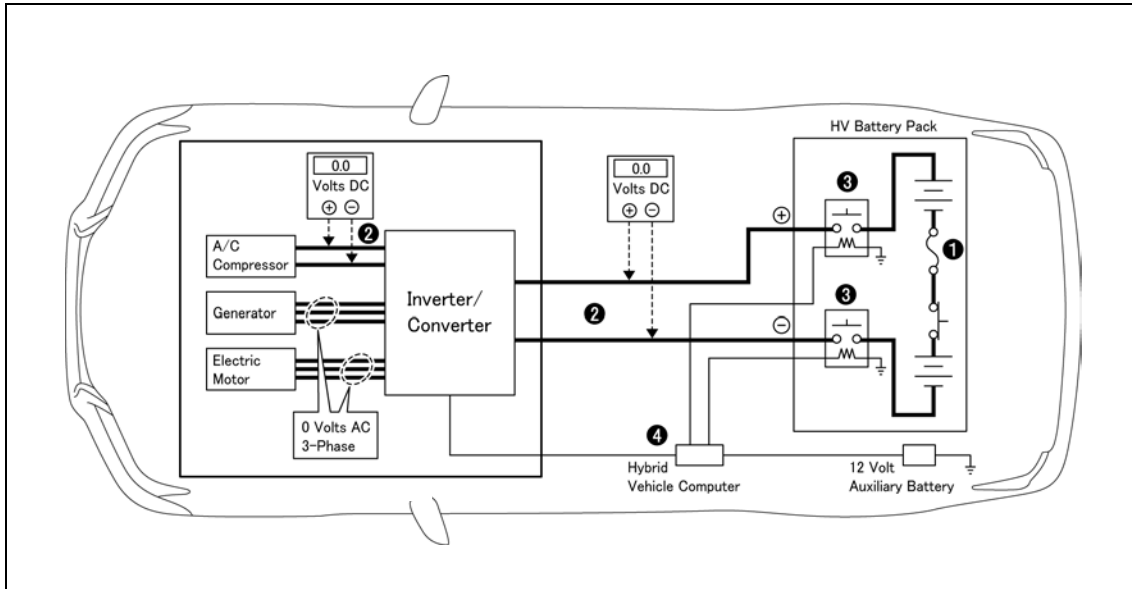 HV Battery Pack
❸
0.0
Volts DC
⊕ ⊖
0.0
Volts DC
⊕ ⊖
❷
⊕
❶
A/C
Compressor
Generator
Electric
Motor
Inverter/
Converter
❷
❸
⊖
0 Volts AC
3-Phase
❹
Hybrid
Vehicle Computer
12 Volt
Auxiliary Battery